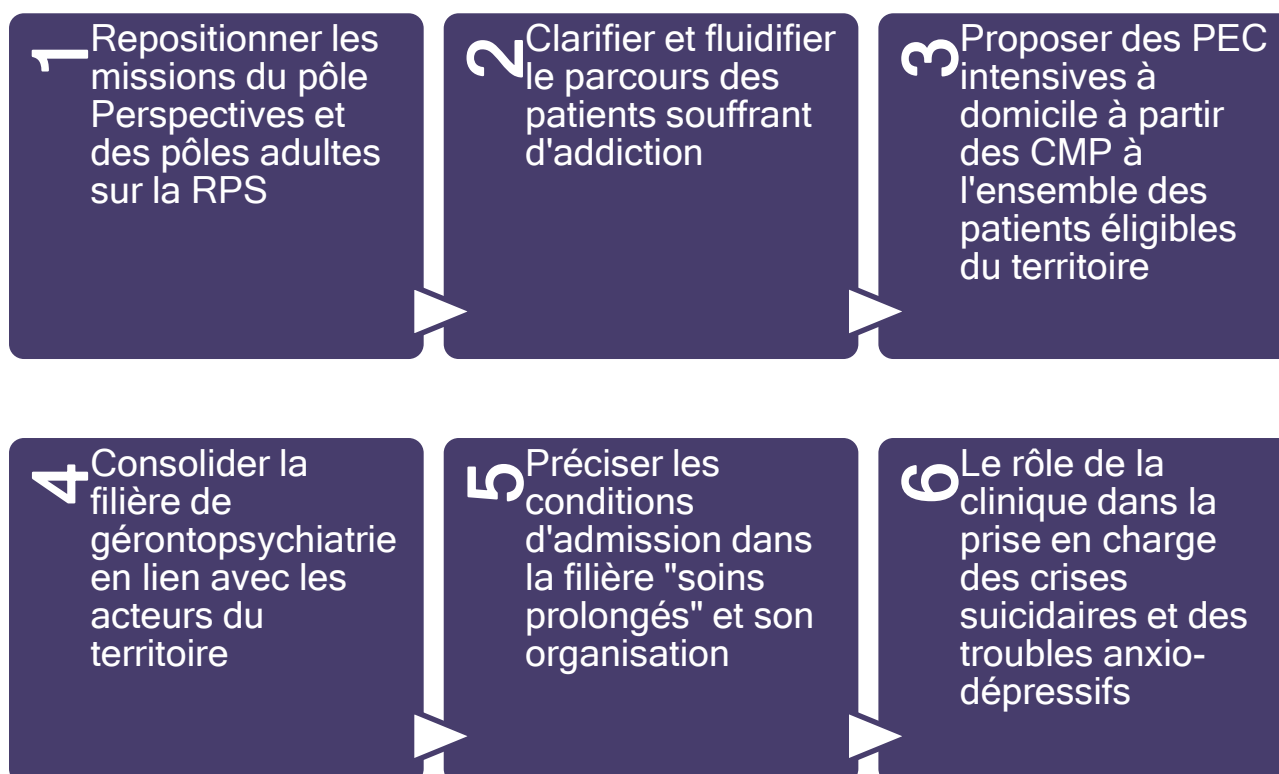 1
Repositionner les
missions du pôle
Perspectives et
des pôles adultes
sur la RPS
2
Clarifier et fluidifier
le parcours des
patients souffrant
d'addiction
3
Proposer des PEC
intensives à
domicile à partir
des CMP à
l'ensemble des
patients éligibles
du territoire
4
Consolider la
filière de
gérontopsychiatrie
en lien avec les
acteurs du
territoire
5
Préciser les
conditions
d'admission dans
la filière "soins
prolongés" et son
organisation
6
Le rôle de la
clinique dans la
prise en charge
des crises
suicidaires et des
troubles anxio-
dépressifs